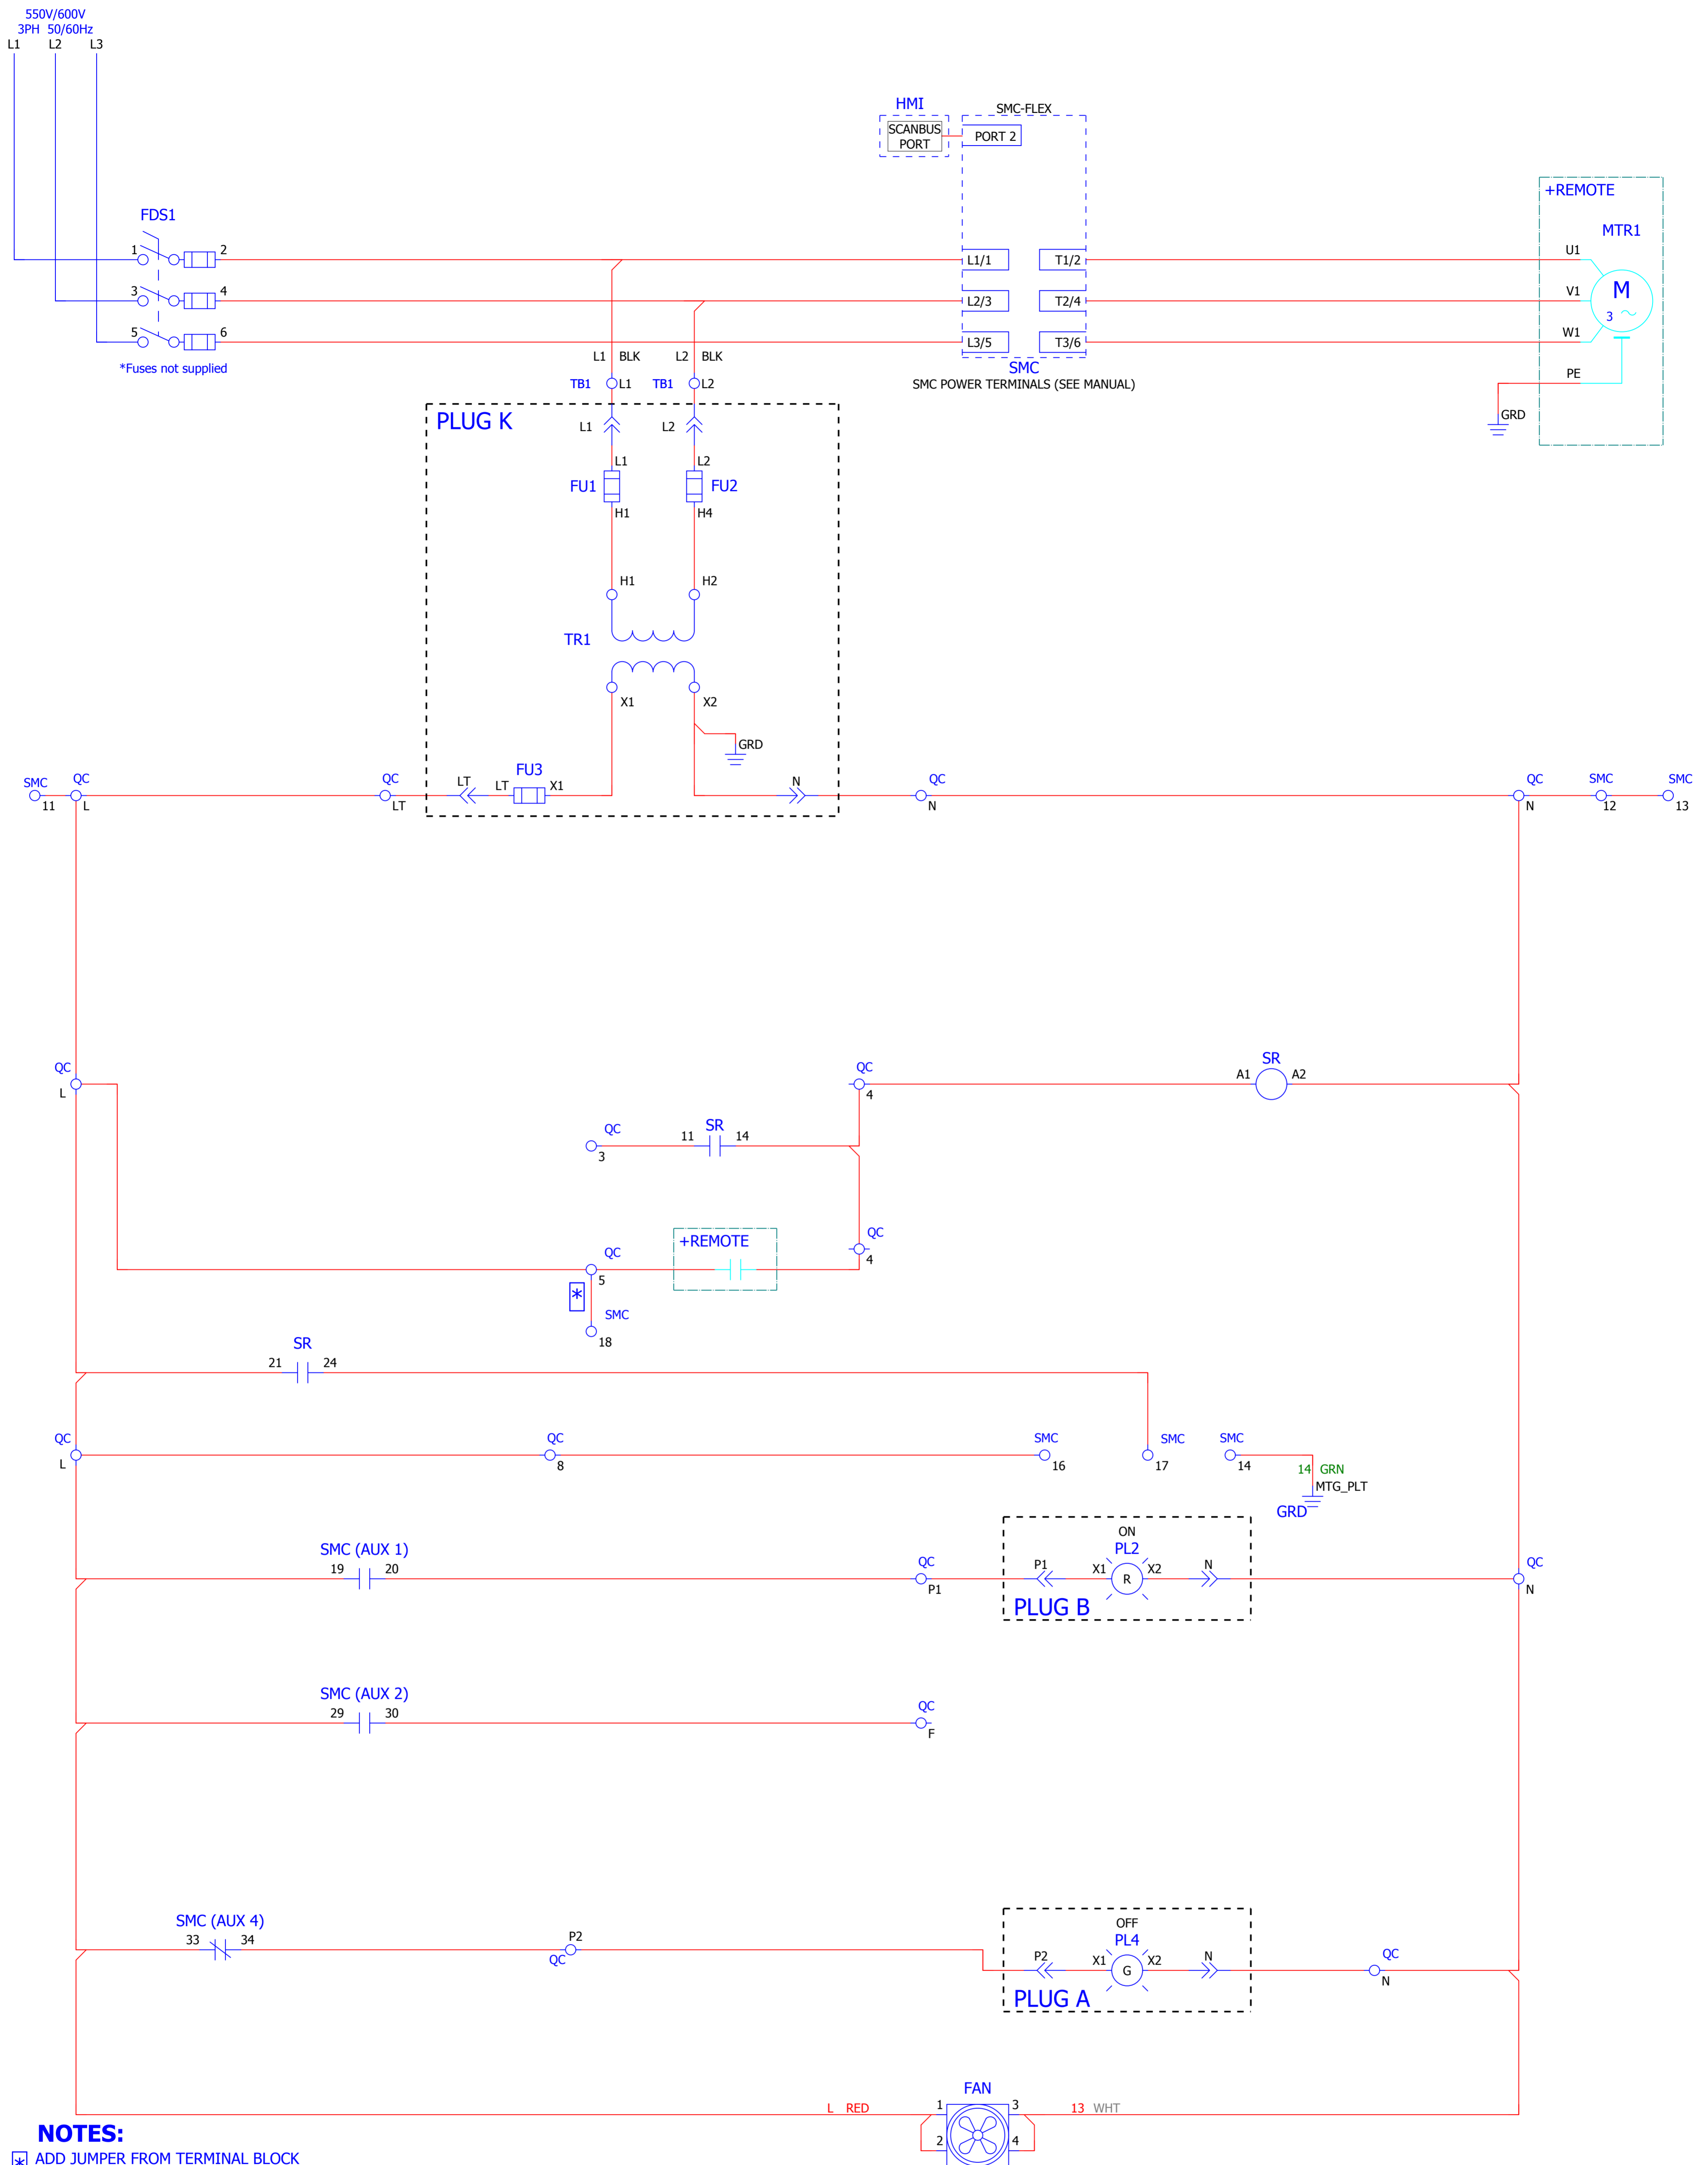 550V/600V
3PH 50/60Hz
L1 L2 L3
HMI
SCANBUS
PORT
SMC-FLEX
PORT 2
+REMOTE
MTR1
FDS1
1 2
3 4
5 6
*Fuses not supplied
L1/1 T1/2
L2/3 T2/4
L3/5 T3/6
SMC
SMC POWER TERMINALS (SEE MANUAL)
U1
V1
W1
M
3
PE
GRD
L1 BLK L2 BLK
TB1 L1 TB1 L2
PLUG K
L1 L2
L1 L2
FU1 FU2
H1 H4
H1 H2
TR1
X1 X2
GRD
SMC QC QC LT LT FU3 X1 N QC QC SMC SMC
11 L LT N N 12 13
QC QC SR
L 4 A1 A2
QC SR
3 11 14
+REMOTE
QC QC
5 4
*
SMC
18
SR
21 24
QC QC SMC SMC SMC
L 8 16 17 14
14 GRN
MTG_PLT
GRD
SMC (AUX 1)
19 20
QC
P1
ON
PL2
P1 X1 R X2 N
PLUG B
QC
N
SMC (AUX 2)
29 30
QC
F
SMC (AUX 4)
33 34
P2
QC
OFF
PL4
P2 X1 G X2 N
PLUG A
QC
N
FAN
L RED 1 3 13 WHT
2 4
NOTES:
* ADD JUMPER FROM TERMINAL BLOCK